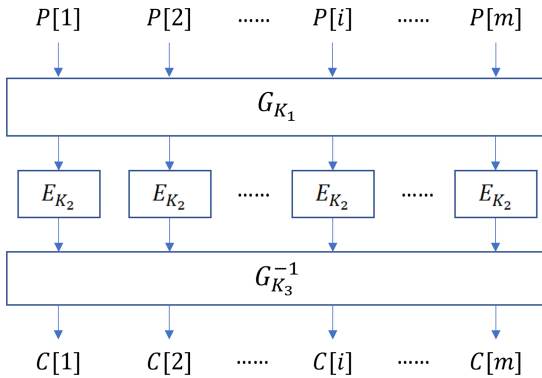 P[1] P[2] ...... P[i] ...... P[m]
G_{K_1}
E_{K_2} E_{K_2} ...... E_{K_2} ...... E_{K_2}
G_{K_3}^{-1}
C[1] C[2] ...... C[i] ...... C[m]